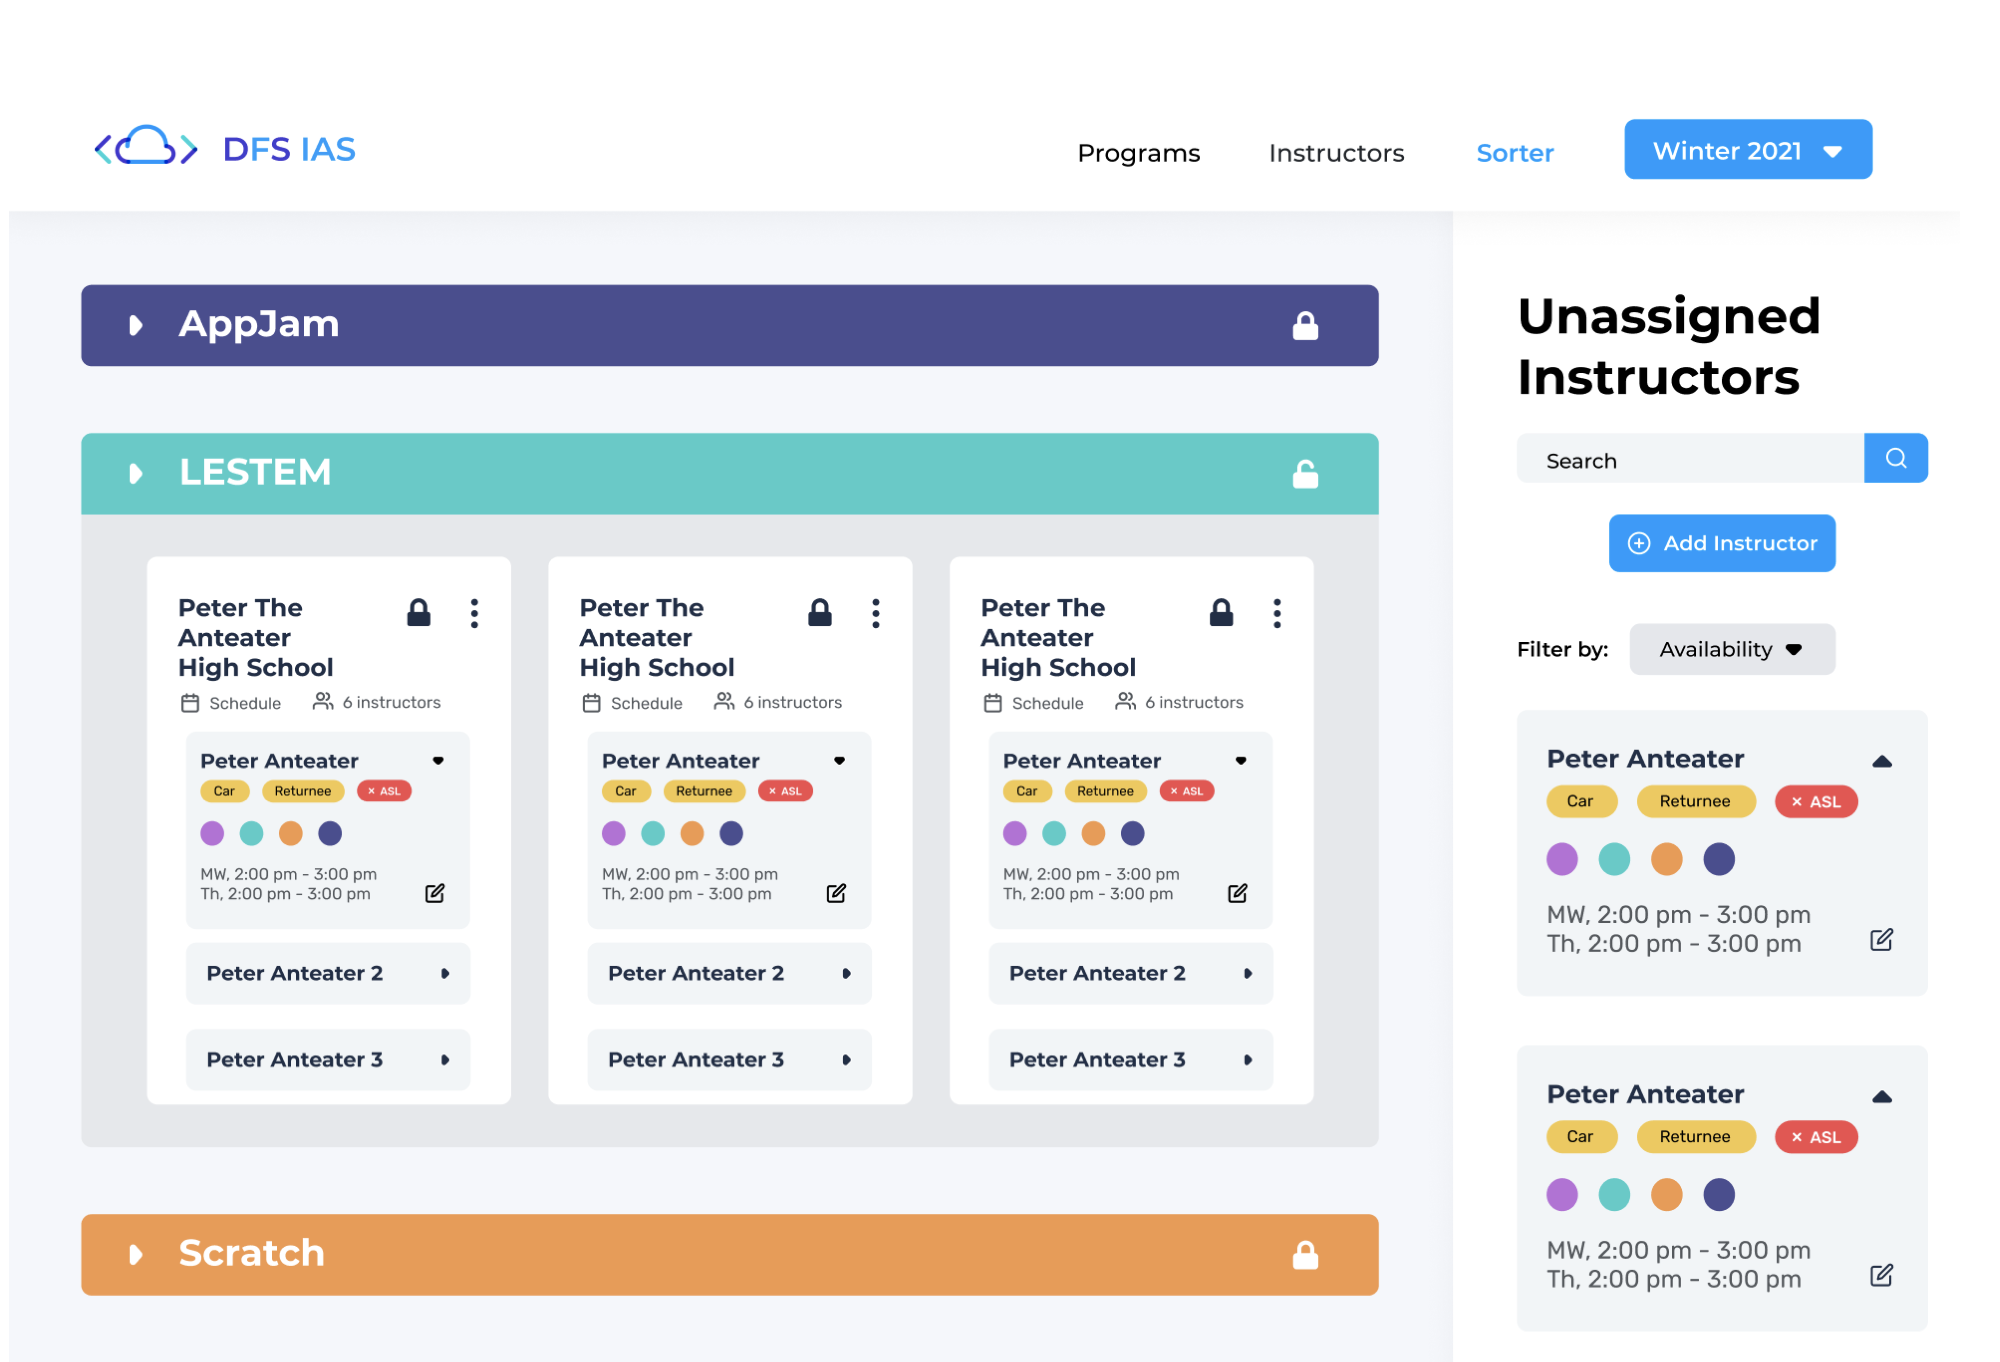 DFS IAS
Programs
Instructors
Sorter
Winter 2021
AppJam
LESTEM
Peter The
Anteater
High School
Schedule
6 instructors
Peter Anteater
Car
Returnee
× ASL
MW, 2:00 pm - 3:00 pm
Th, 2:00 pm - 3:00 pm
Peter Anteater 2
Peter Anteater 3
Peter The
Anteater
High School
Schedule
6 instructors
Peter Anteater
Car
Returnee
× ASL
MW, 2:00 pm - 3:00 pm
Th, 2:00 pm - 3:00 pm
Peter Anteater 2
Peter Anteater 3
Peter The
Anteater
High School
Schedule
6 instructors
Peter Anteater
Car
Returnee
× ASL
MW, 2:00 pm - 3:00 pm
Th, 2:00 pm - 3:00 pm
Peter Anteater 2
Peter Anteater 3
Scratch
Unassigned
Instructors
Search
Add Instructor
Filter by:
Availability
Peter Anteater
Car
Returnee
× ASL
MW, 2:00 pm - 3:00 pm
Th, 2:00 pm - 3:00 pm
Peter Anteater
Car
Returnee
× ASL
MW, 2:00 pm - 3:00 pm
Th, 2:00 pm - 3:00 pm